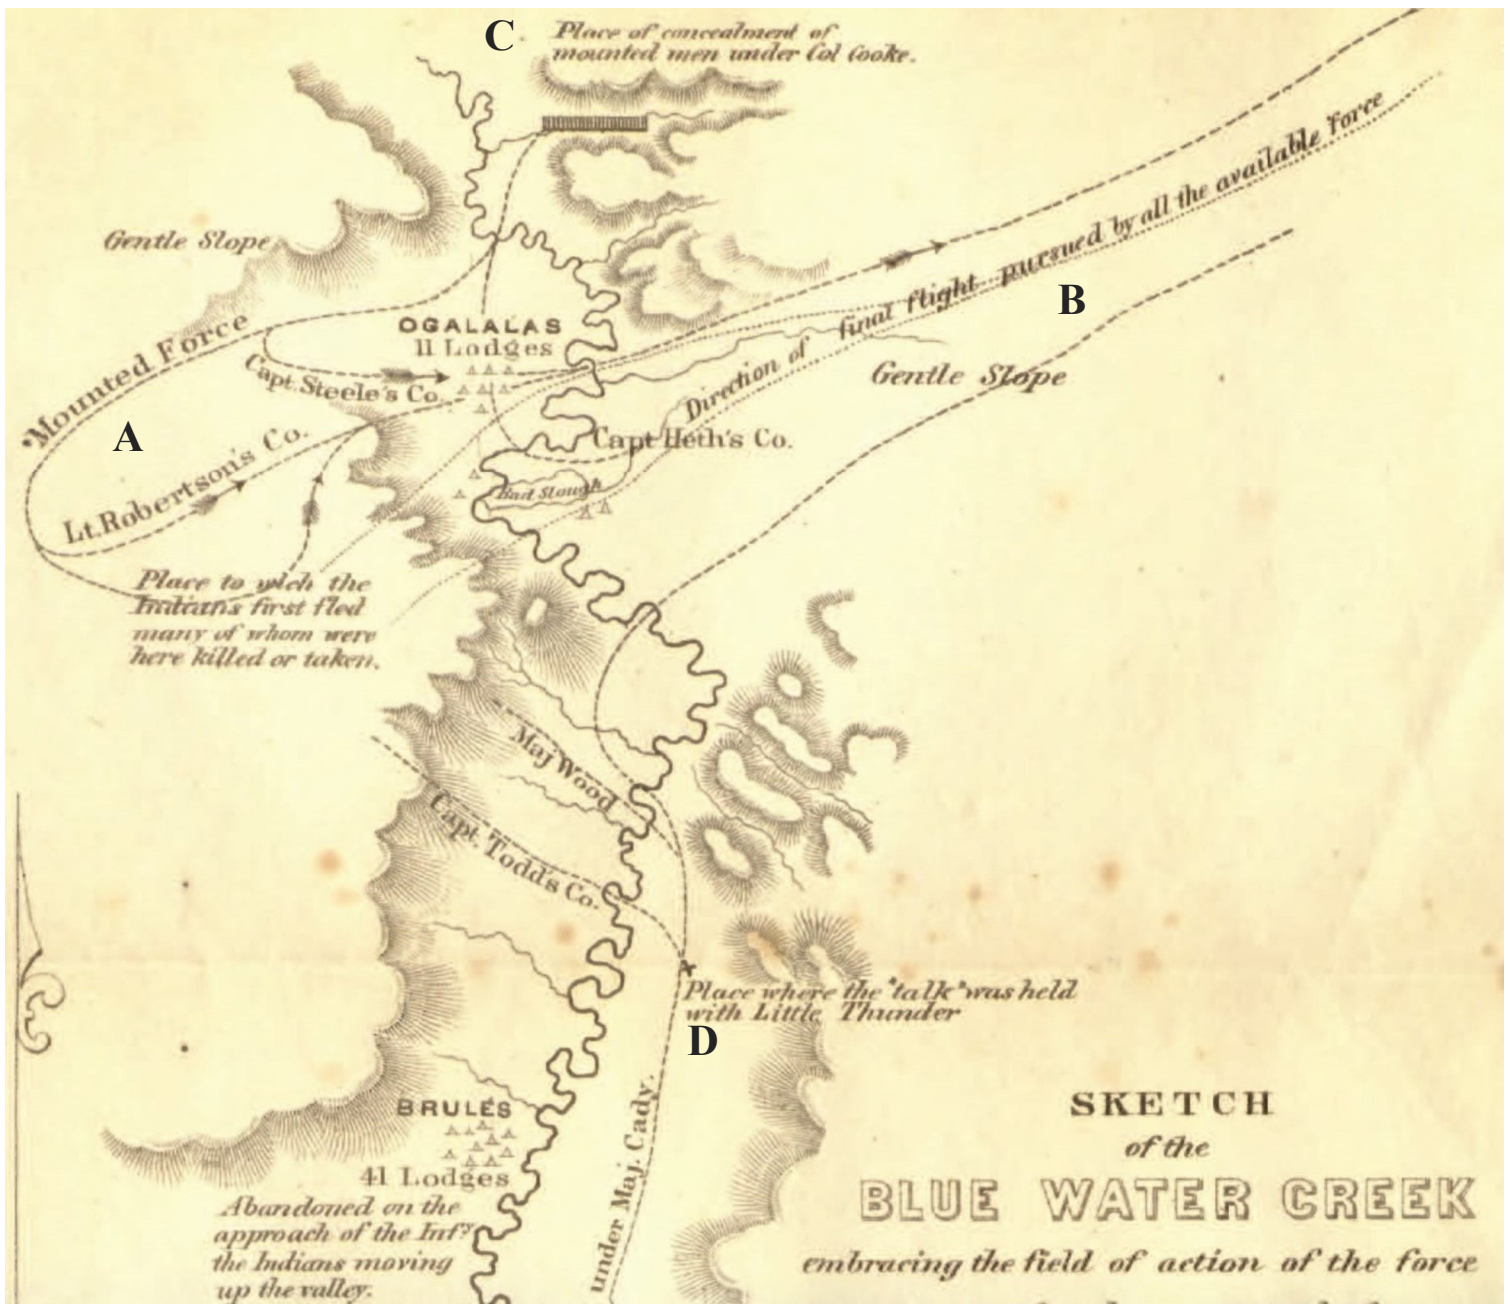 C
Place of concealment of
mounted men under Col Cooke.
Gentle Slope
"Mounted Force
OGALALAS
11 Lodges
Capt. Steele's Co.
A
Lt. Robertson's Co.
Capt Heth's Co.
Bad Slough
Direction of final flight pursued by all the available force
B
Gentle Slope
Place to wich the
Indians first fled
many of whom were
here killed or taken.
Maj Wood
Capt. Todd's Co.
Place where the "talk" was held
with Little Thunder
D
under Maj. Cady.
BRULES
41 Lodges
Abandoned on the
approach of the Infy
the Indians moving
up the valley.
SKETCH
of the
BLUE WATER CREEK
embracing the field of action of the force